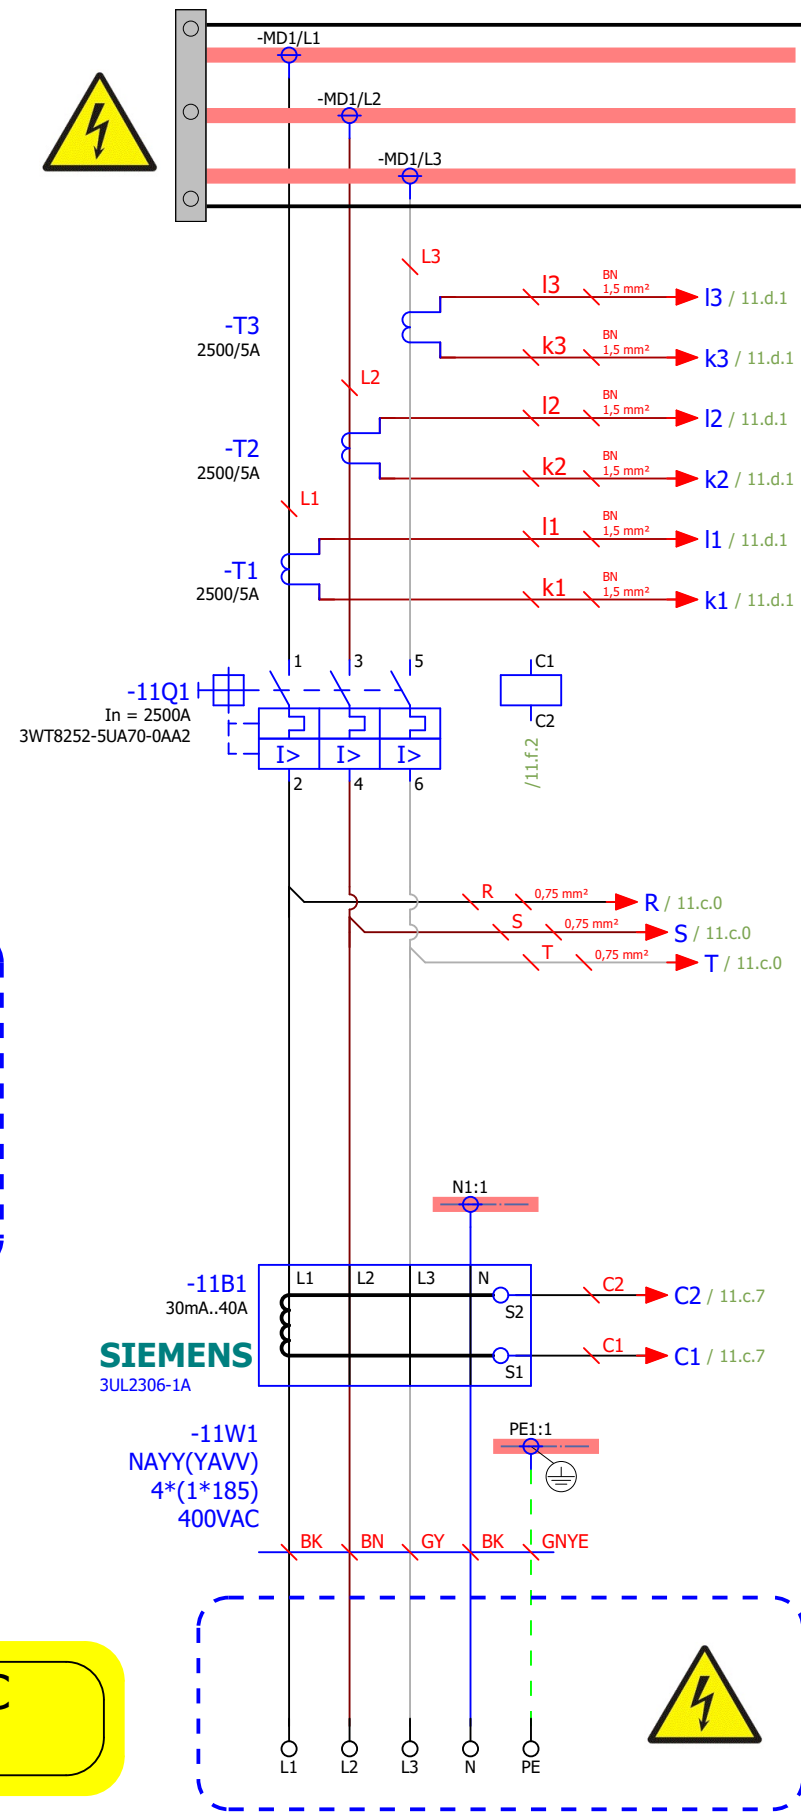 -MD1/L1
-MD1/L2
-MD1/L3
L3
l3
BN
1,5 mm²
l3 / 11.d.1
-T3
2500/5A
k3
BN
1,5 mm²
k3 / 11.d.1
L2
l2
BN
1,5 mm²
l2 / 11.d.1
-T2
2500/5A
k2
BN
1,5 mm²
k2 / 11.d.1
L1
l1
BN
1,5 mm²
l1 / 11.d.1
-T1
2500/5A
k1
BN
1,5 mm²
k1 / 11.d.1
1 3 5 C1
-11Q1
In = 2500A
3WT8252-5UA70-0AA2
I> I> I>
2 4 6 C2
/11.f.2
R 0,75 mm² R / 11.c.0
S 0,75 mm² S / 11.c.0
T 0,75 mm² T / 11.c.0
N1:1
-11B1
30mA..40A
SIEMENS
3UL2306-1A
L1 L2 L3 N
S2 C2 C2 / 11.c.7
S1 C1 C1 / 11.c.7
-11W1
NAYY(YAVV)
4*(1*185)
400VAC
PE1:1
BK BN GY BK GNYE
C
L1 L2 L3 N PE